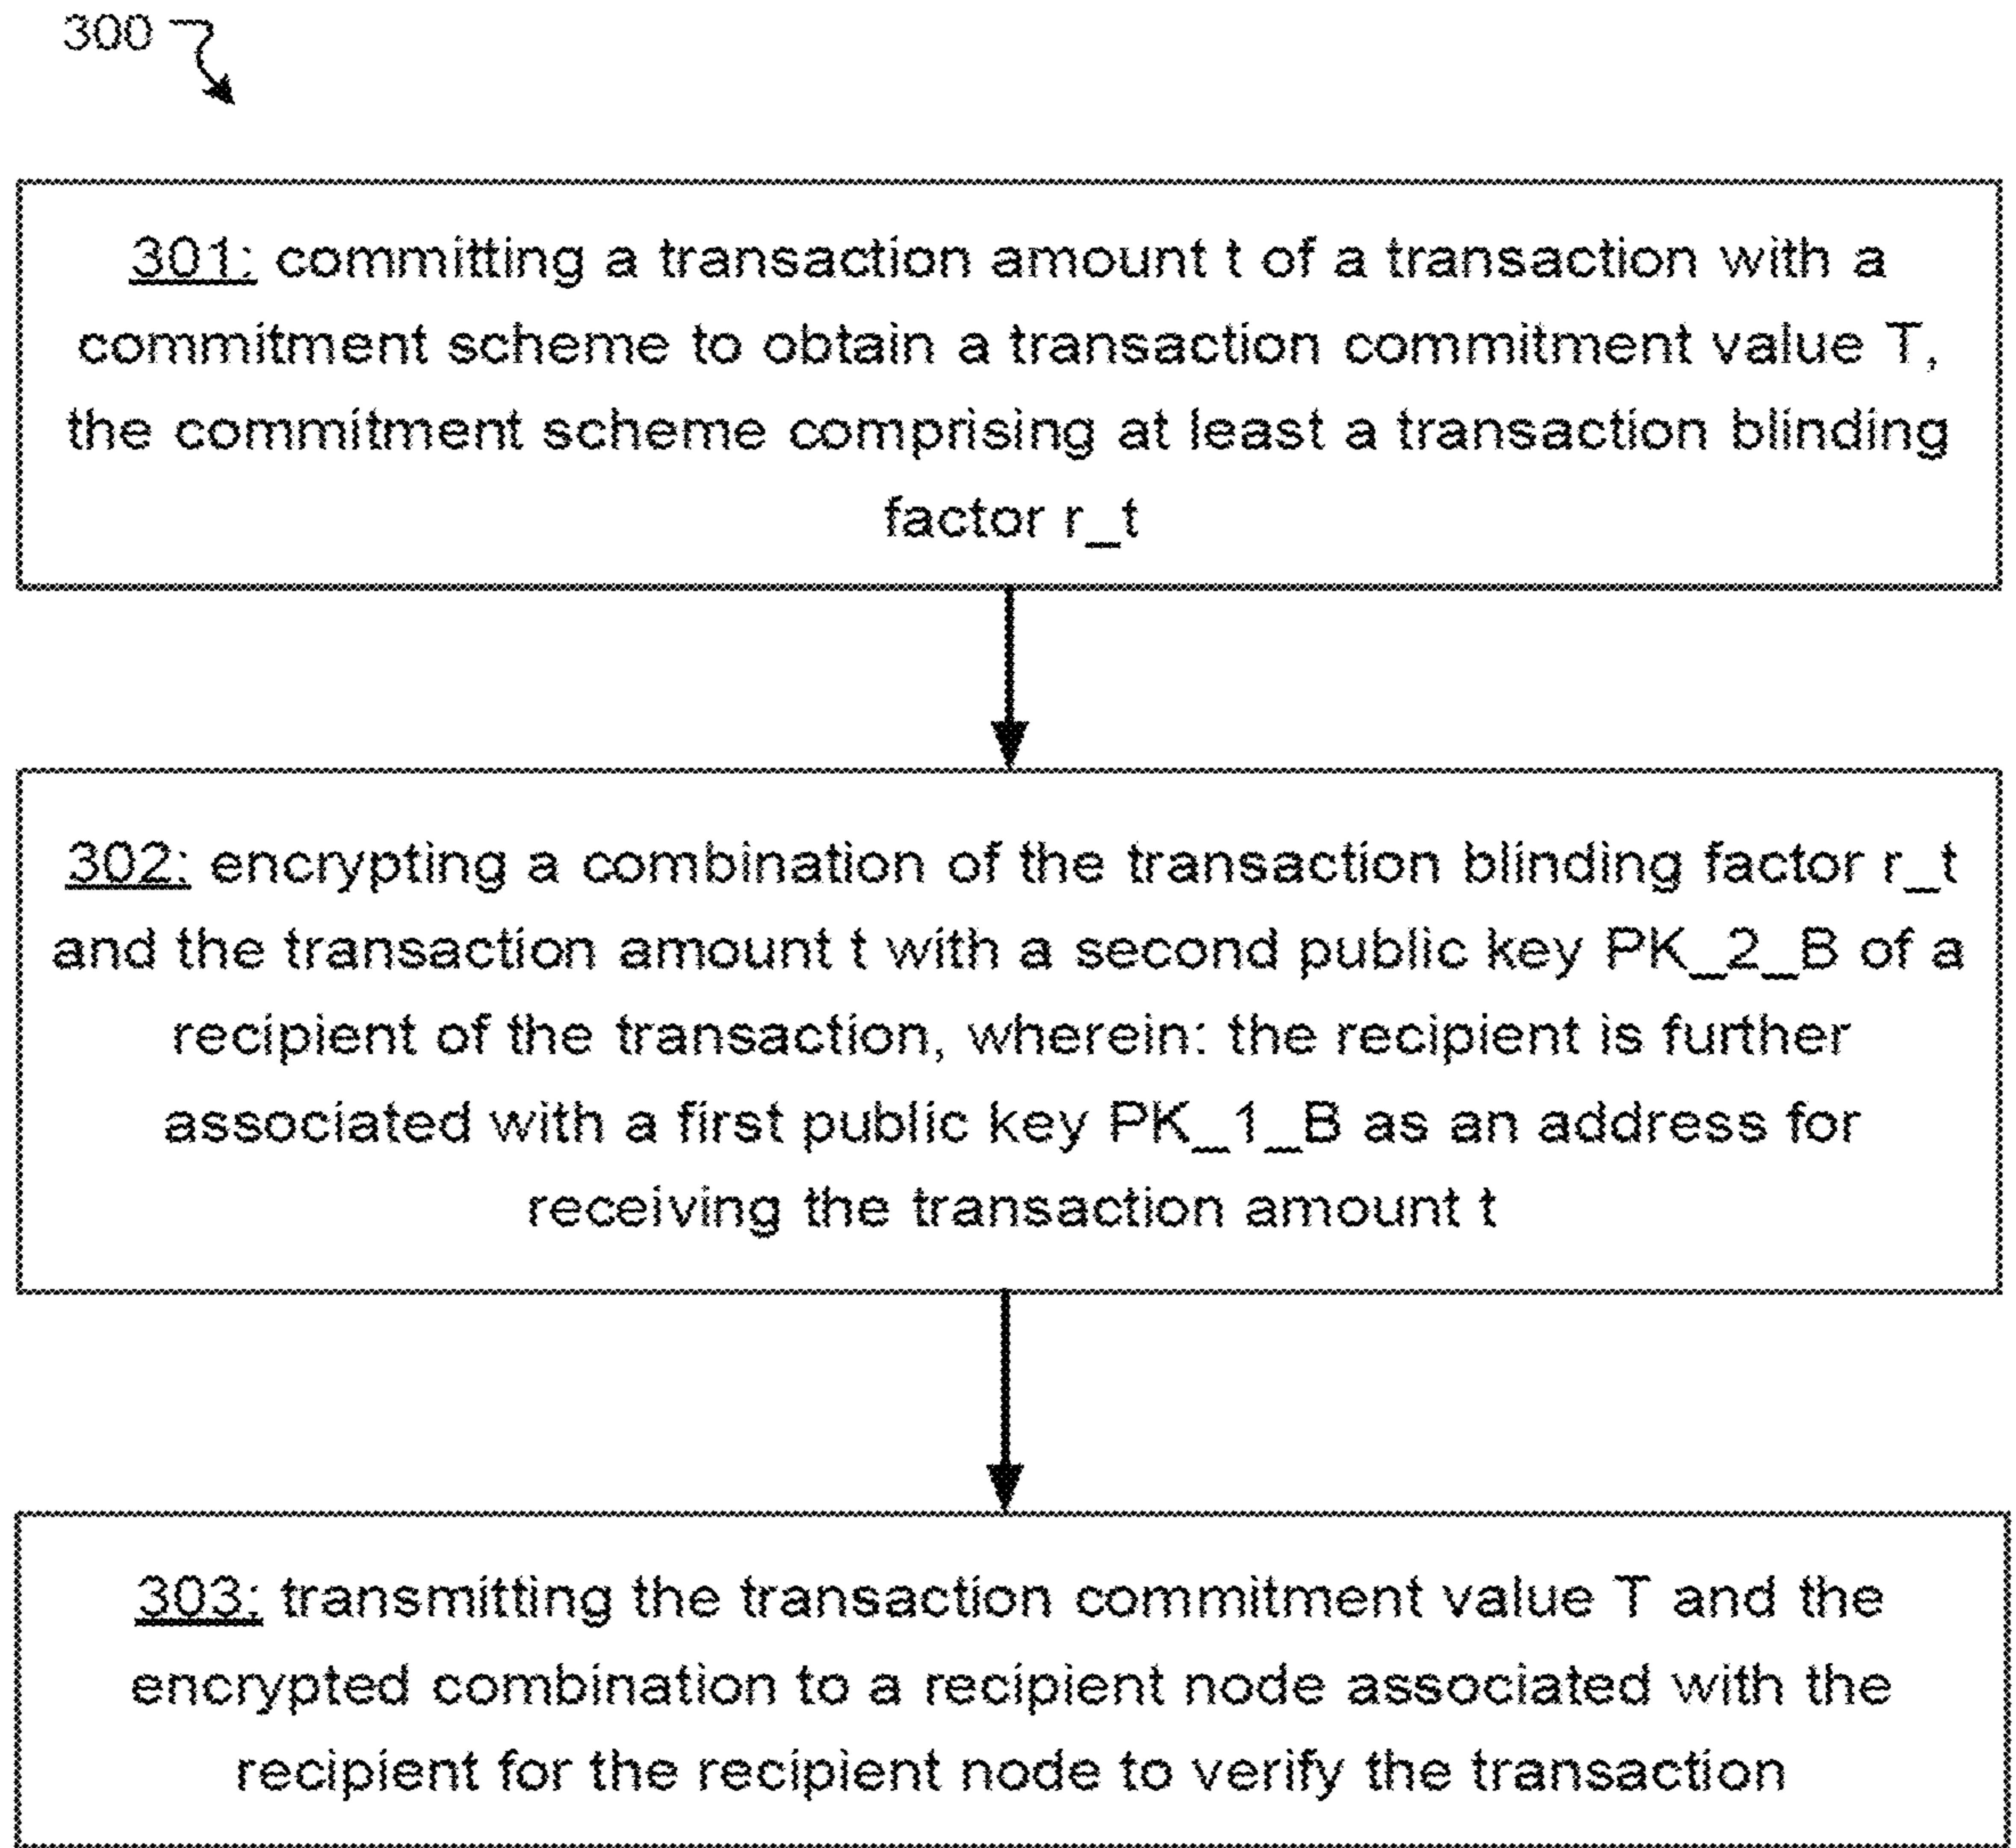 300
301: committing a transaction amount t of a transaction with a
commitment scheme to obtain a transaction commitment value T,
the commitment scheme comprising at least a transaction blinding
factor r_t
302: encrypting a combination of the transaction blinding factor r_t
and the transaction amount t with a second public key PK_2_B of a
recipient of the transaction, wherein: the recipient is further
associated with a first public key PK_1_B as an address for
receiving the transaction amount t
303: transmitting the transaction commitment value T and the
encrypted combination to a recipient node associated with the
recipient for the recipient node to verify the transaction